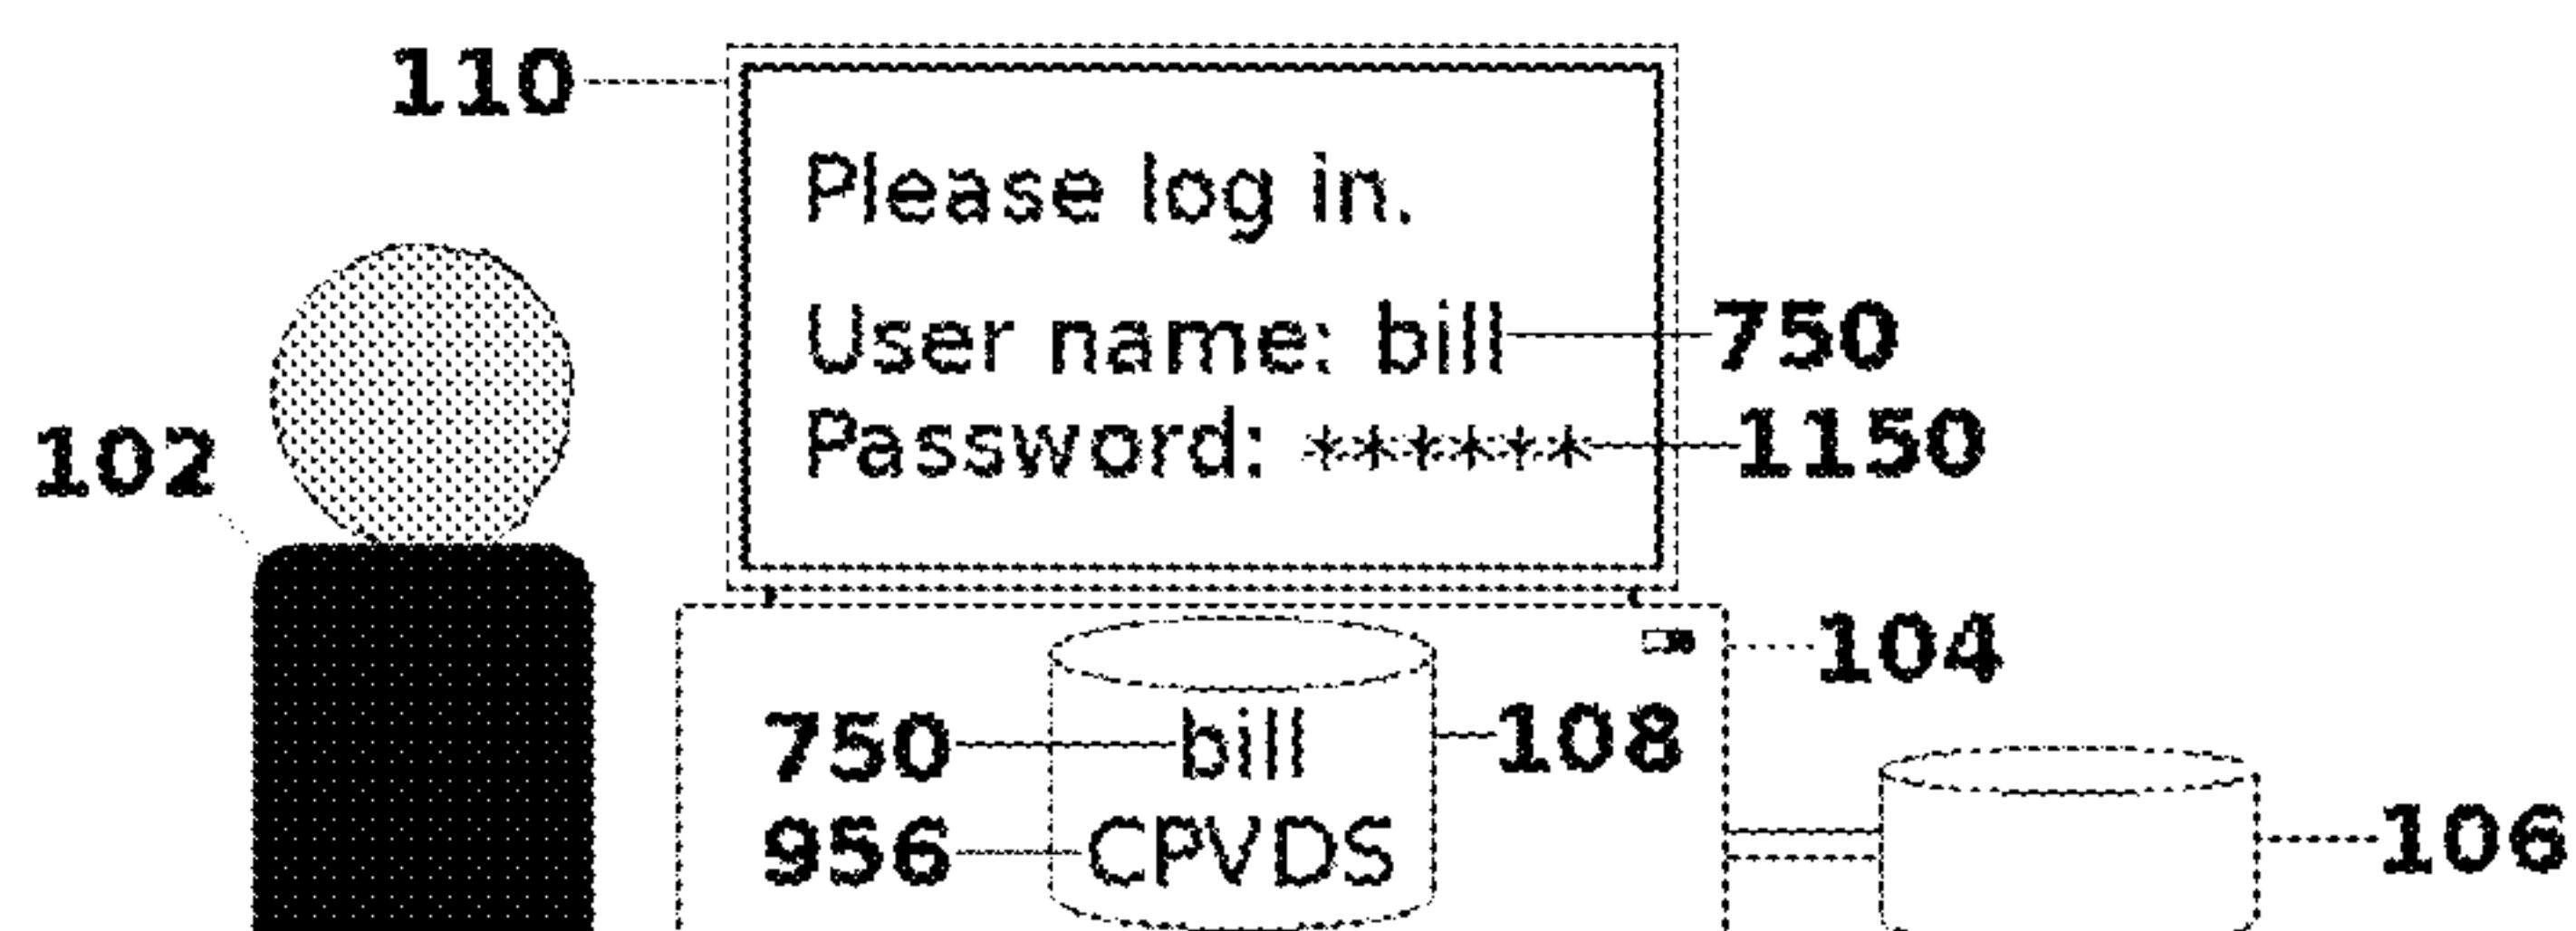 110
Please log in.
User name: bill 750
Password: ****** 1150
102
104
750 bill 108
956 CPVDS
106